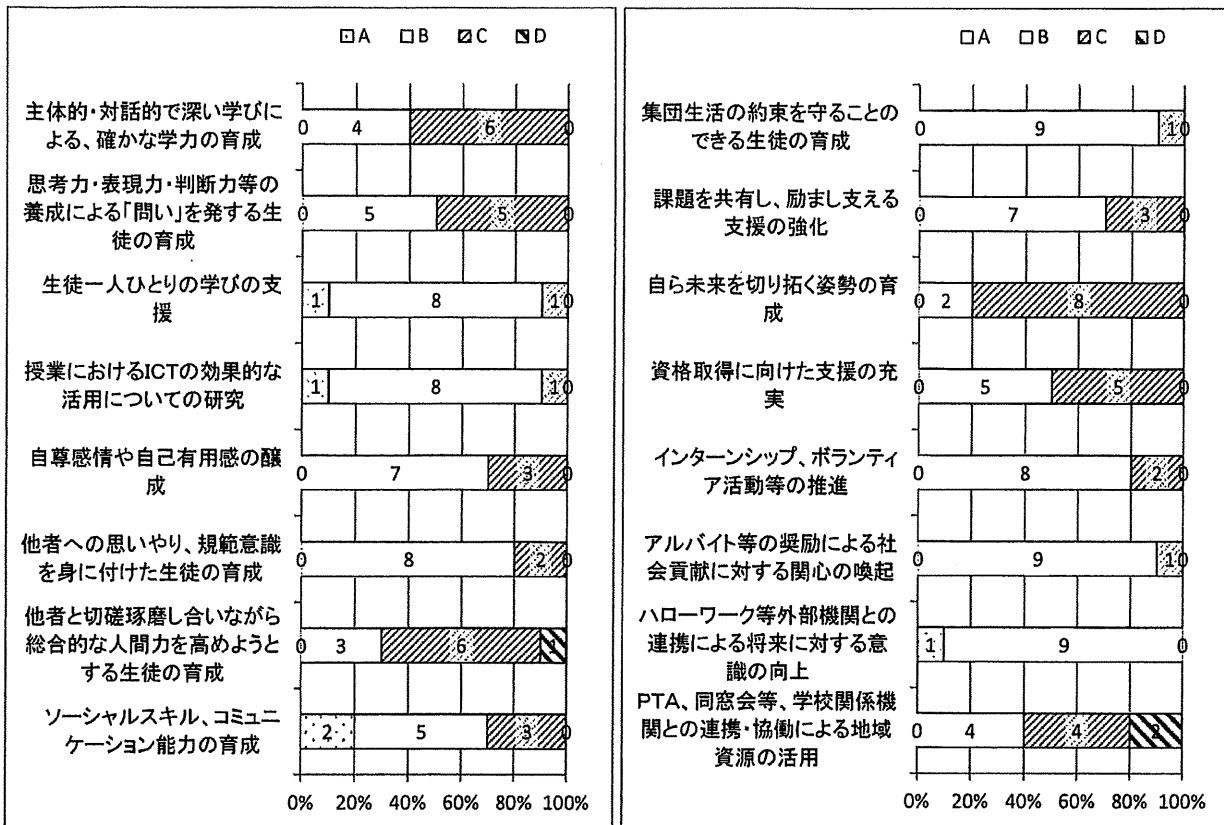 A B C D
主体的・対話的で深い学びに
よる、確かな学力の育成
0 4 6 0
思考力・表現力・判断力等の
養成による「問い」を発する生
徒の育成
0 5 5 0
生徒一人ひとりの学びの支
援
1 8 1 0
授業におけるICTの効果的な
活用についての研究
1 8 1 0
自尊感情や自己有用感の醸
成
0 7 3 0
他者への思いやり、規範意識
を身に付けた生徒の育成
0 8 2 0
他者と切磋琢磨し合いながら
総合的な人間力を高めようと
する生徒の育成
0 3 6 1
ソーシャルスキル、コミュニ
ケーション能力の育成
2 5 3 0
0% 20% 40% 60% 80% 100%
A B C D
集団生活の約束を守ることの
できる生徒の育成
0 9 1 0
課題を共有し、励まし支える
支援の強化
0 7 3 0
自ら未来を切り拓く姿勢の育
成
0 2 8 0
資格取得に向けた支援の充
実
0 5 5 0
インターンシップ、ボランティ
ア活動等の推進
0 8 2 0
アルバイト等の奨励による社
会貢献に対する関心の喚起
0 9 1 0
ハローワーク等外部機関との
連携による将来に対する意
識の向上
1 9 0
PTA、同窓会等、学校関係機
関との連携・協働による地域
資源の活用
0 4 4 2
0% 20% 40% 60% 80% 100%